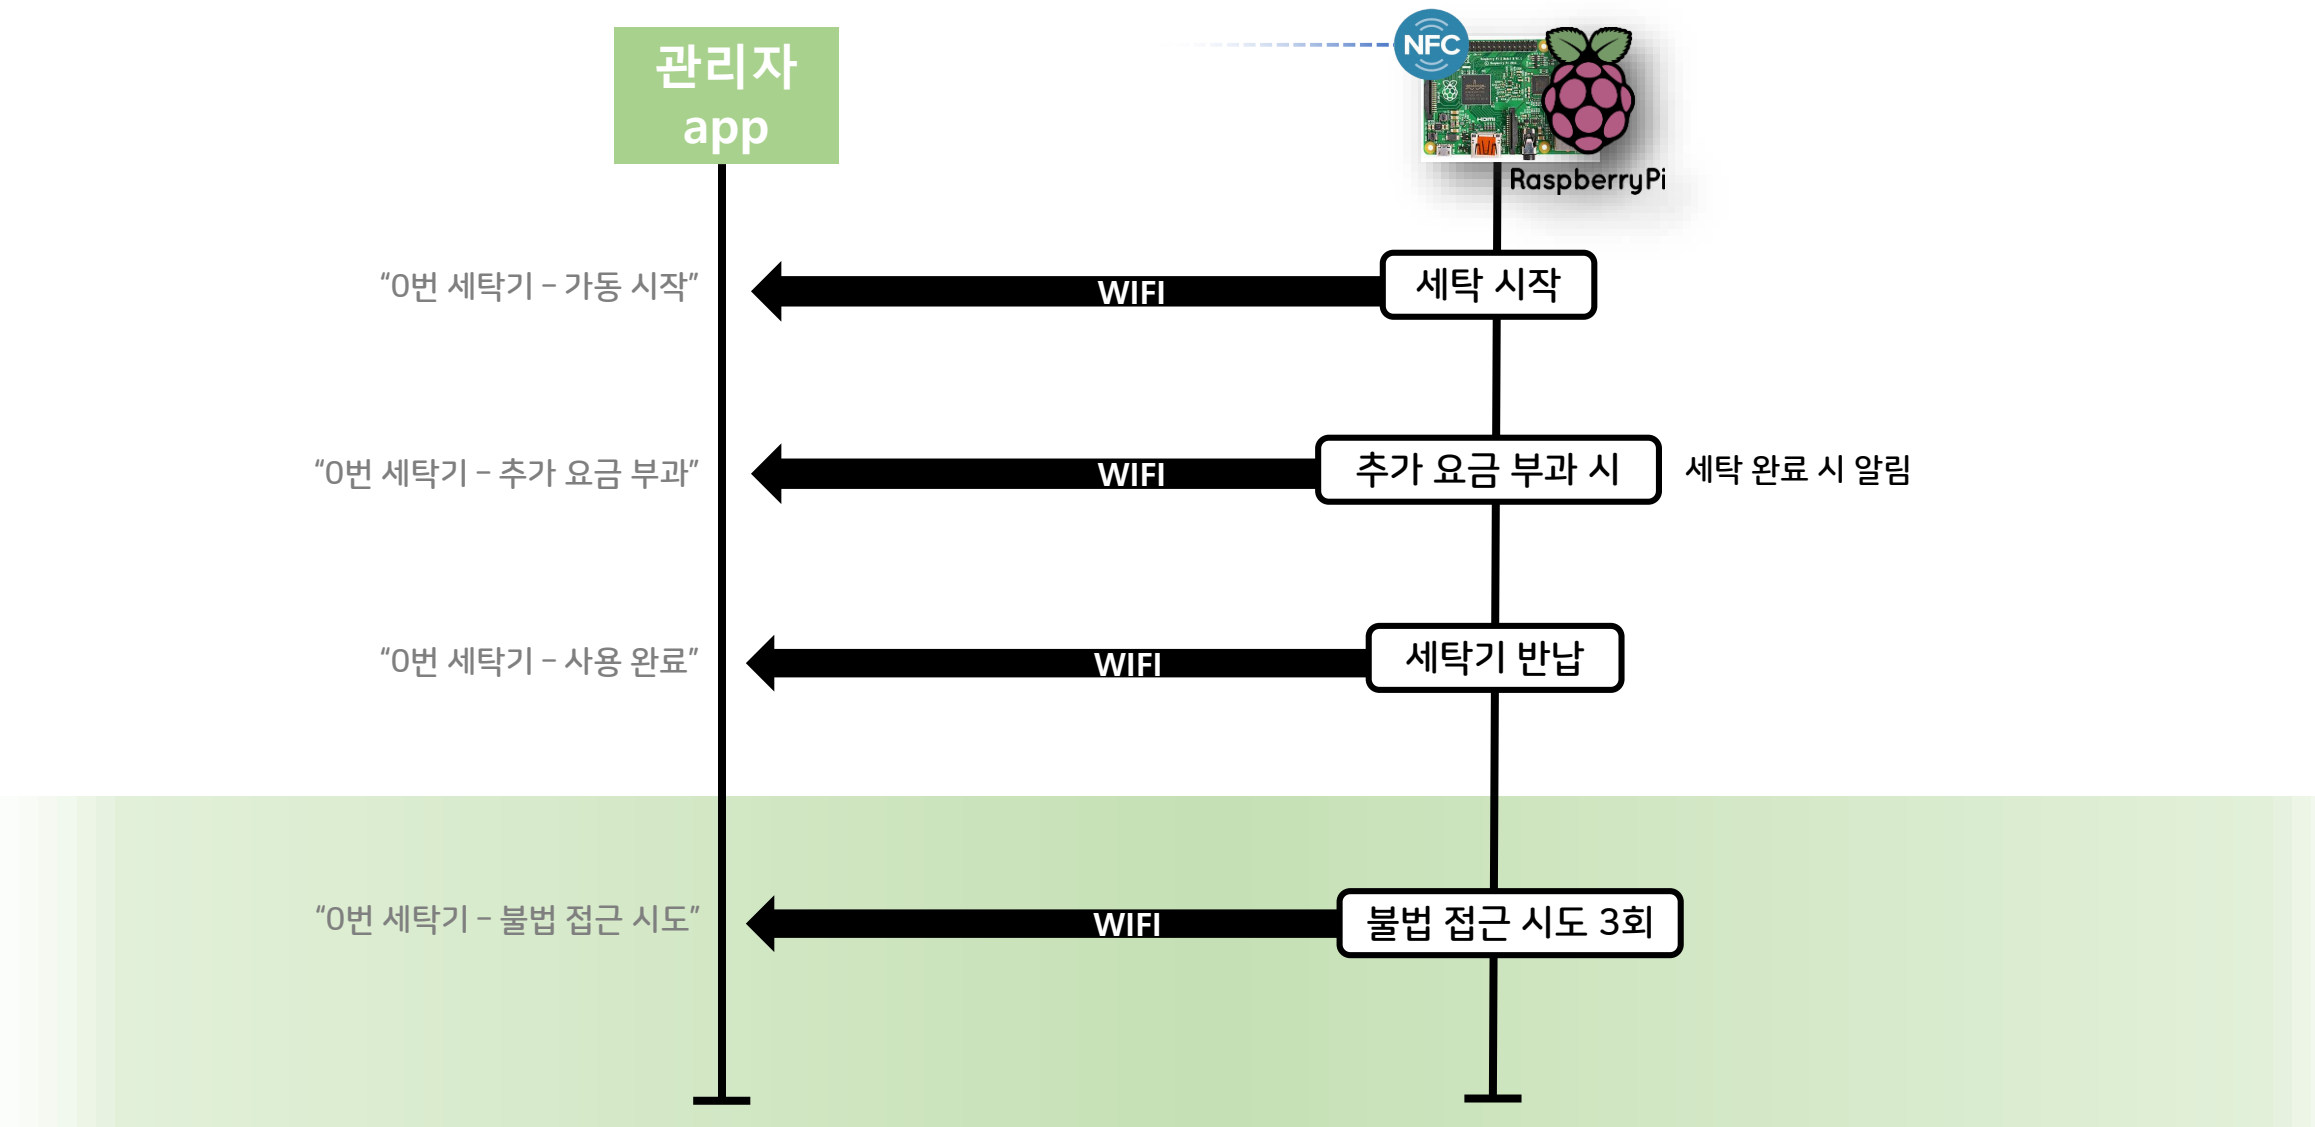 관리자
app
NFC
HDMI
RaspberryPi
“0번 세탁기 – 가동 시작”
WIFI
세탁 시작
“0번 세탁기 – 추가 요금 부과”
WIFI
추가 요금 부과 시
세탁 완료 시 알림
“0번 세탁기 – 사용 완료”
WIFI
세탁기 반납
“0번 세탁기 – 불법 접근 시도”
WIFI
불법 접근 시도 3회